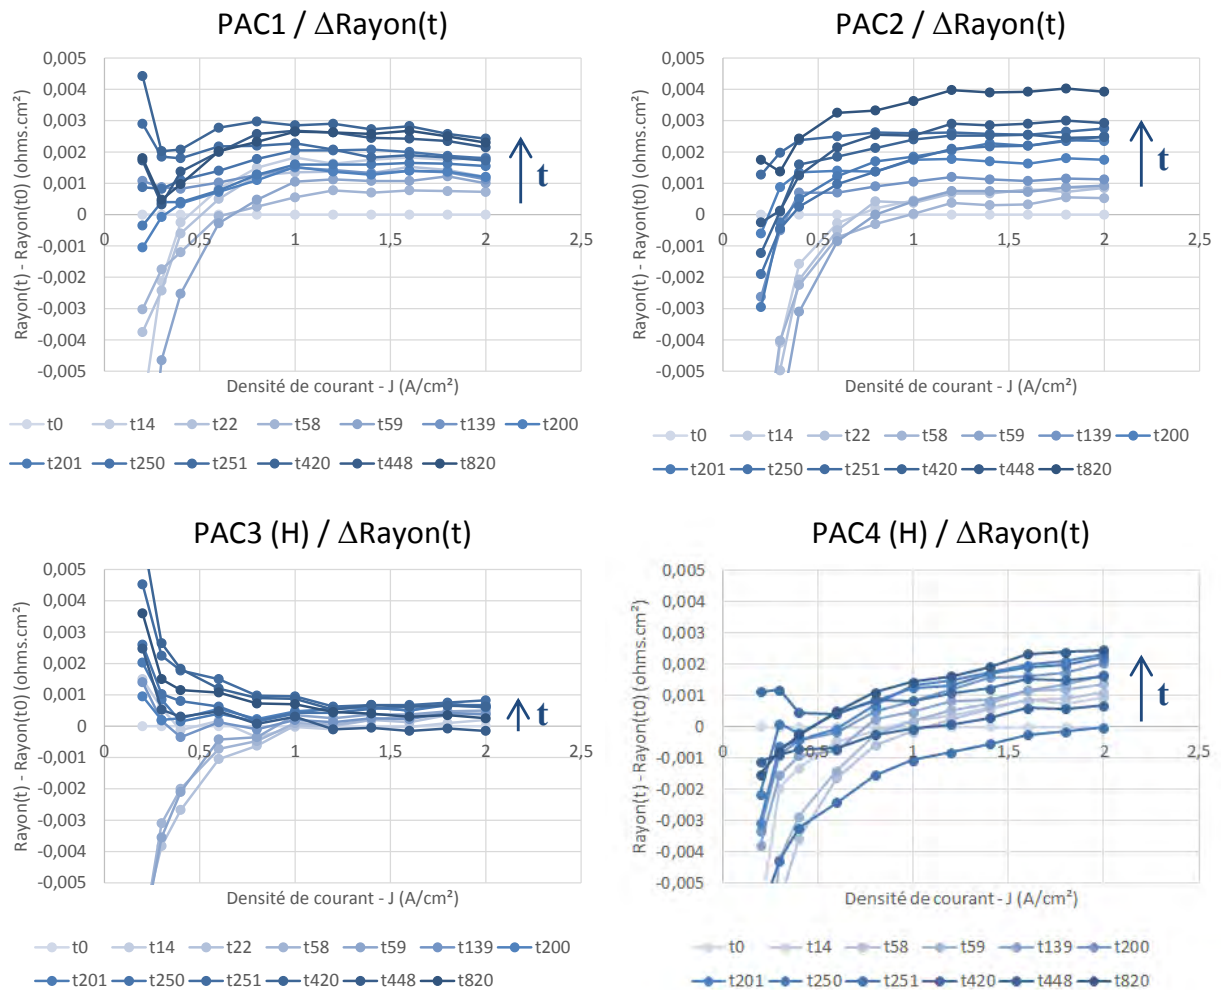 PAC1 / ΔRayon(t)
PAC2 / ΔRayon(t)
Rayon(t) - Rayon(t0) (ohms.cm²)
0,005
0,004
0,003
0,002
0,001
0
-0,001
-0,002
-0,003
-0,004
-0,005
0
0,5
1
1,5
2
2,5
t
Densité de courant - J (A/cm²)
t0 t14 t22 t58 t59 t139 t200
t201 t250 t251 t420 t448 t820
Rayon(t) - Rayon(t0) (ohms.cm²)
0,005
0,004
0,003
0,002
0,001
0
-0,001
-0,002
-0,003
-0,004
-0,005
0
0,5
1
1,5
2
2,5
t
Densité de courant - J (A/cm²)
t0 t14 t22 t58 t59 t139 t200
t201 t250 t251 t420 t448 t820
PAC3 (H) / ΔRayon(t)
PAC4 (H) / ΔRayon(t)
Rayon(t) - Rayon(t0) (ohms.cm²)
0,005
0,004
0,003
0,002
0,001
0
-0,001
-0,002
-0,003
-0,004
-0,005
0
0,5
1
1,5
2
2,5
t
Densité de courant - J (A/cm²)
t0 t14 t22 t58 t59 t139 t200
t201 t250 t251 t420 t448 t820
Rayon(t) - Rayon(t0) (ohms.cm²)
0,005
0,004
0,003
0,002
0,001
0
-0,001
-0,002
-0,003
-0,004
-0,005
0
0,5
1
1,5
2
2,5
t
Densité de courant - J (A/cm²)
t0 t14 t58 t59 t139 t200
t201 t250 t251 t420 t448 t820